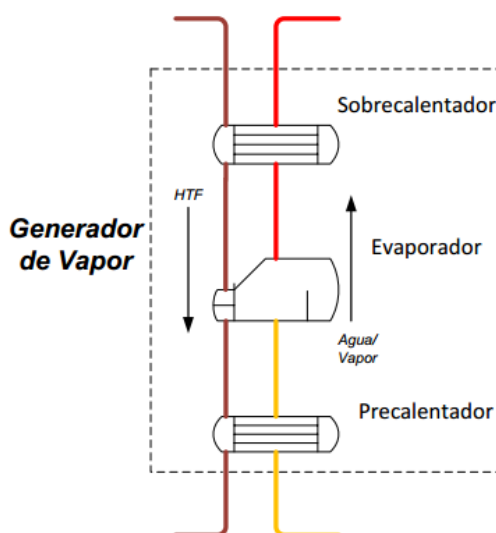 Sobrecalentador
HTF
Generador
de Vapor
Evaporador
Agua/
Vapor
Precalentador